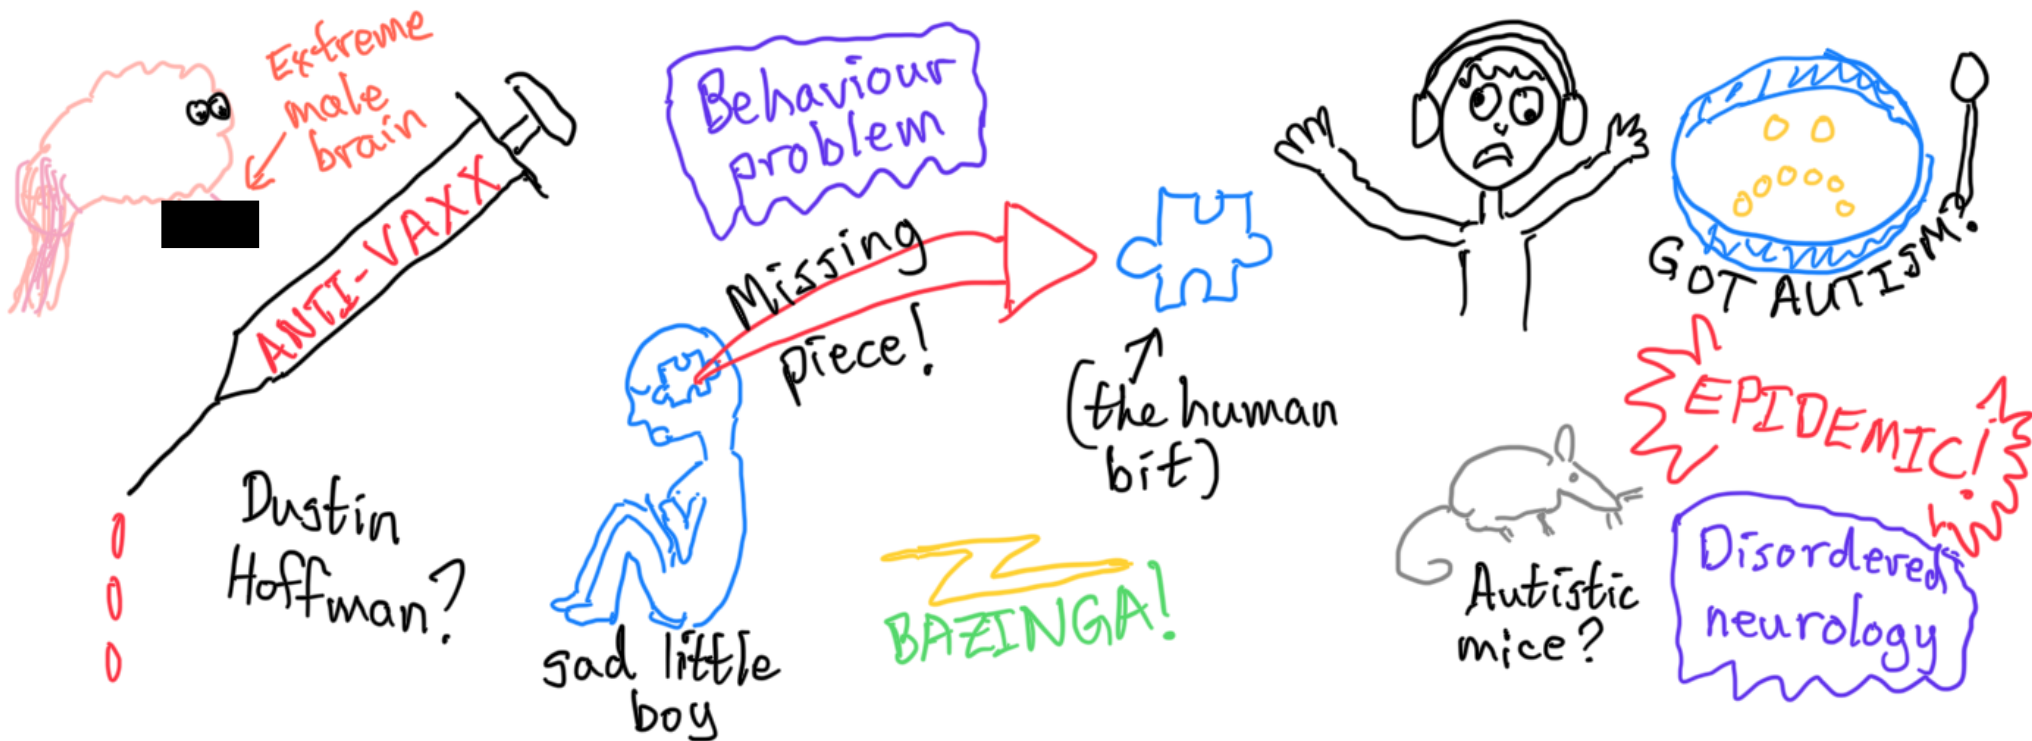 Extreme
male
brain
ANTI-VAXX
Behaviour
problem
Missing
piece!
(the human
bit)
GOT AUTISM?
EPIDEMIC!
Dustin
Hoffman?
sad little
boy
BAZINGA!
Autistic
mice?
Disordered
neurology